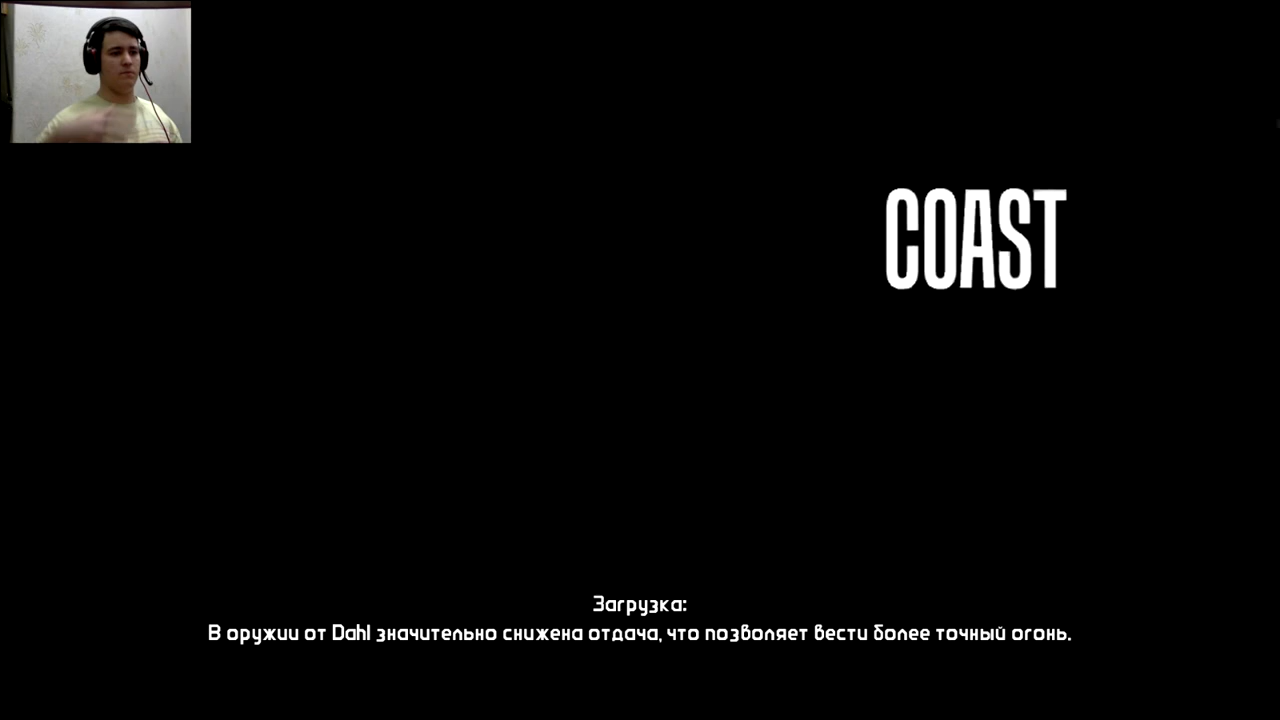 COAST
Загрузка:
В оружии от Dahl значительно снижена отдача, что позволяет вести более точный огонь.